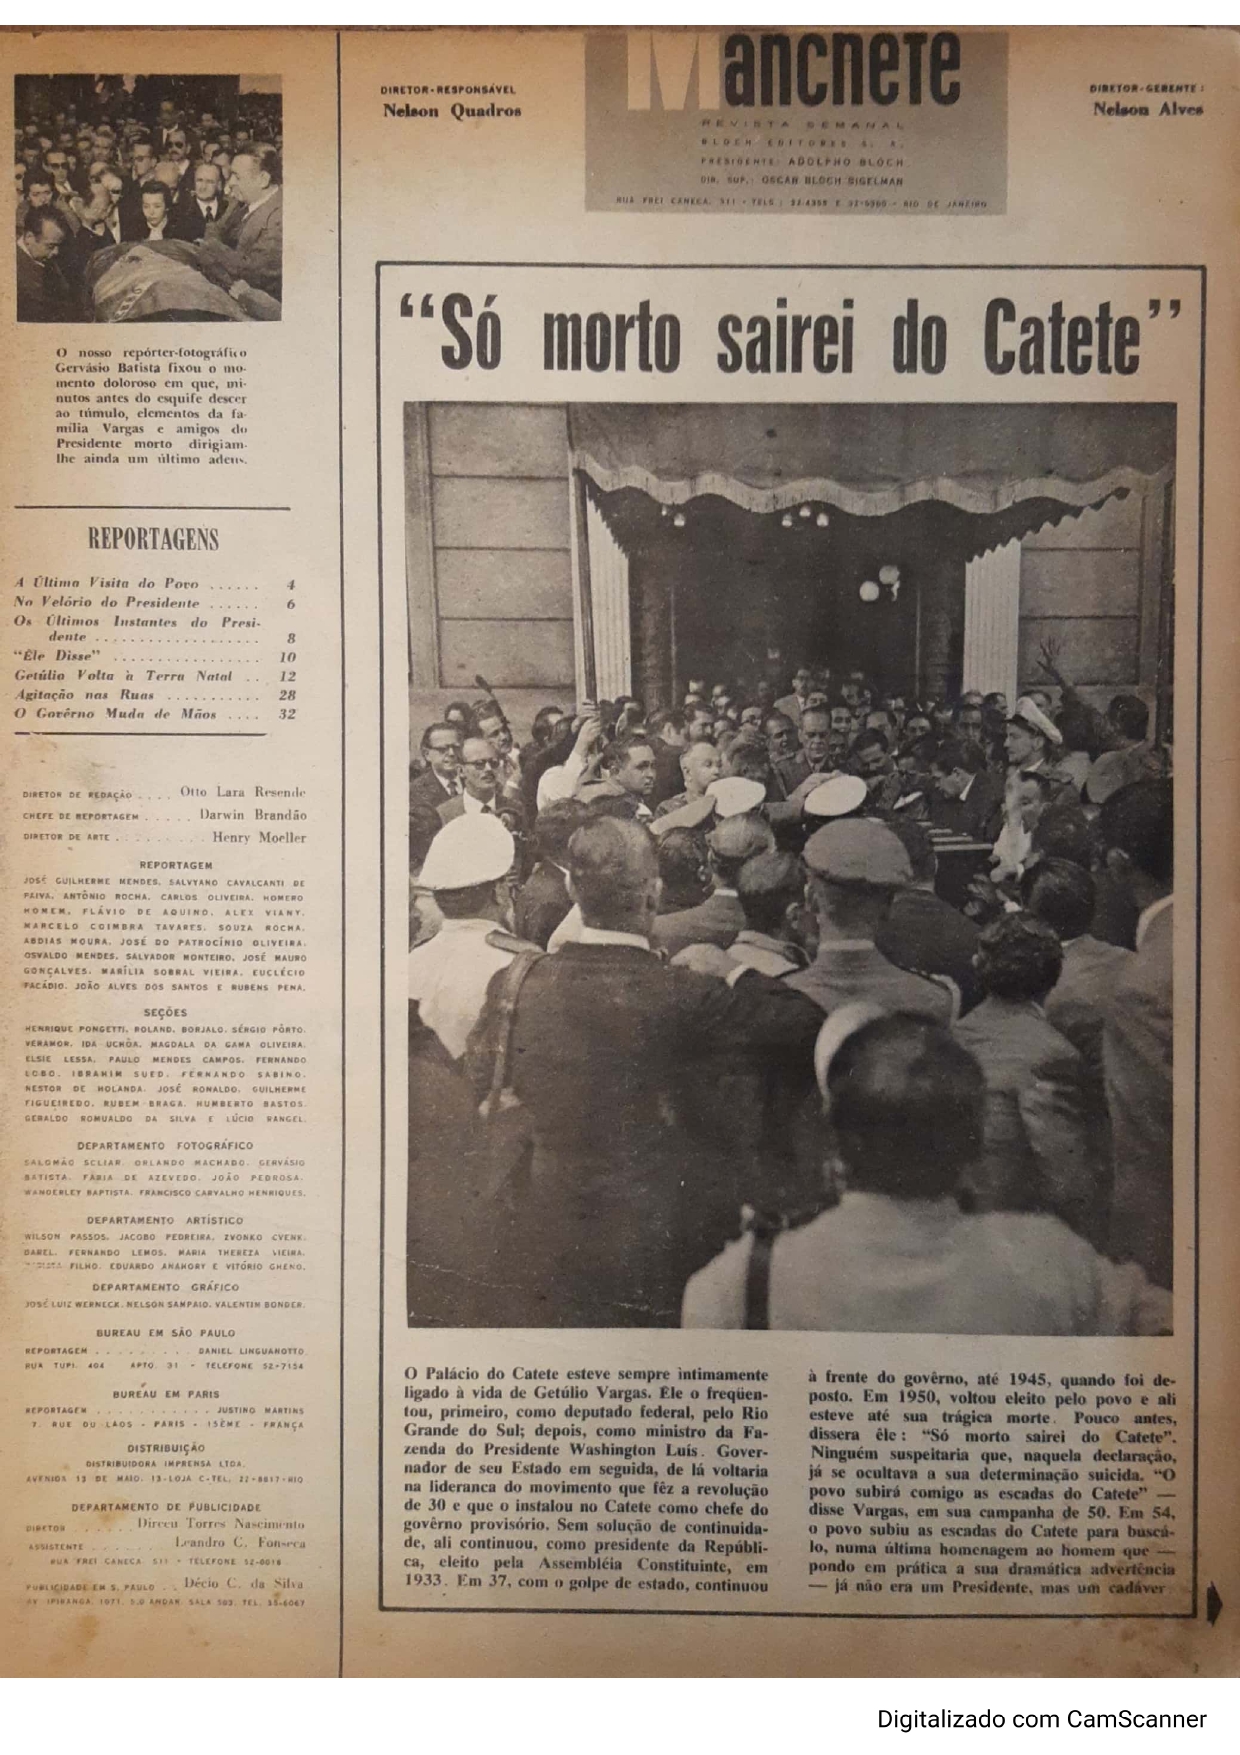 DIRETOR-RESPONSÁVEL
Nelson Quadros
Manchete
REVISTA SEMANAL
BLOCH EDITORES S. A.
PRESIDENTE: ADOLPHO BLOCH
DIR. SUP.: OSCAR BLOCH SIGELMAN
RUA FREI CANECA, 511 • TELS.: E • RIO DE JANEIRO
DIRETOR-GERENTE:
Nelson Alves
O nosso repórter-fotográfico
Gervásio Batista fixou o mo-
mento doloroso em que, mi-
nutos antes do esquife descer
ao túmulo, elementos da fa-
mília Vargas e amigos do
Presidente morto dirigiam-
lhe ainda um último adeus.
REPORTAGENS
A Última Visita do Povo ...... 4
No Velório do Presidente ...... 6
Os Últimos Instantes do Presi-
dente ................... 8
“Êle Disse” ................. 10
Getúlio Volta à Terra Natal .. 12
Agitação nas Ruas ........... 28
O Govêrno Muda de Mãos .... 32
DIRETOR DE REDAÇÃO .... Otto Lara Resende
CHEFE DE REPORTAGEM ..... Darwin Brandão
DIRETOR DE ARTE ......... Henry Moeller
REPORTAGEM
JOSÉ GUILHERME MENDES, SALVYANO CAVALCANTI DE
PAIVA, ANTÔNIO ROCHA, CARLOS OLIVEIRA, HOMERO
HOMEM, FLÁVIO DE AQUINO, ALEX VIANY,
MARCELO COIMBRA TAVARES, SOUZA ROCHA,
ABDIAS MOURA, JOSÉ DO PATROCÍNIO OLIVEIRA,
OSVALDO MENDES, SALVADOR MONTEIRO, JOSÉ MAURO
GONÇALVES, MARÍLIA SOBRAL VIEIRA, EUCLÉCIO
FACÁDIO, JOÃO ALVES DOS SANTOS E RUBENS PENA.
SEÇÕES
HENRIQUE PONGETTI, ROLAND, BORJALO, SÉRGIO PÔRTO,
VERAMOR, IDA UCHÔA, MAGDALA DA GAMA OLIVEIRA,
ELSIE LESSA, PAULO MENDES CAMPOS, FERNANDO
LOBO, IBRAHIM SUED, FERNANDO SABINO,
NESTOR DE HOLANDA, JOSÉ RONALDO, GUILHERME
FIGUEIREDO, RUBEM BRAGA, HUMBERTO BASTOS,
GERALDO ROMUALDO DA SILVA E LÚCIO RANGEL.
DEPARTAMENTO FOTOGRÁFICO
SALOMÃO SCLIAR, ORLANDO MACHADO, GERVÁSIO
BATISTA, FARIA DE AZEVEDO, JOÃO PEDROSA,
WANDERLEY BAPTISTA, FRANCISCO CARVALHO HENRIQUES.
DEPARTAMENTO ARTÍSTICO
WILSON PASSOS, JACOBO PEDREIRA, ZVONKO CVENK,
DAREL, FERNANDO LEMOS, MARIA THEREZA VIEIRA,
FILHO, EDUARDO ANAHORY E VITÓRIO GHENO.
DEPARTAMENTO GRÁFICO
JOSÉ LUIZ WERNECK, NELSON SAMPAIO, VALENTIN BONDER.
BUREAU EM SÃO PAULO
REPORTAGEM ......... DANIEL LINGUANOTTO
RUA TUPI, 404 APTO. 31 • TELEFONE 52-7154
BUREAU EM PARIS
REPORTAGEM ........... JUSTINO MARTINS
7, RUE DU LAOS - PARIS - 15ÈME - FRANÇA
DISTRIBUIÇÃO
DISTRIBUIDORA IMPRENSA LTDA.
AVENIDA 13 DE MAIO, 13-LOJA C-TEL. 22-8817-RIO
DEPARTAMENTO DE PUBLICIDADE
DIRETOR ...... Dirceu Torres Nascimento
ASSISTENTE ....... Leandro C. Fonseca
RUA FREI CANECA, 511 • TELEFONE 52-0018
PUBLICIDADE EM S. PAULO .. Décio C. da Silva
AV. IPIRANGA, 1071, 5.º ANDAR, SALA 503, TEL. 35-6067
“Só morto sairei do Catete”
O Palácio do Catete esteve sempre intimamente
ligado à vida de Getúlio Vargas. Êle o freqüen-
tou, primeiro, como deputado federal, pelo Rio
Grande do Sul; depois, como ministro da Fa-
zenda do Presidente Washington Luís. Gover-
nador de seu Estado em seguida, de lá voltaria
na liderança do movimento que fêz a revolução
de 30 e que o instalou no Catete como chefe do
govêrno provisório. Sem solução de continuida-
de, ali continuou, como presidente da Repúbli-
ca, eleito pela Assembléia Constituinte, em
1933. Em 37, com o golpe de estado, continuou
à frente do govêrno, até 1945, quando foi de-
posto. Em 1950, voltou eleito pelo povo e ali
esteve até sua trágica morte. Pouco antes,
dissera êle: “Só morto sairei do Catete”.
Ninguém suspeitaria que, naquela declaração,
já se ocultava a sua determinação suicida. “O
povo subirá comigo as escadas do Catete” —
disse Vargas, em sua campanha de 50. Em 54,
o povo subiu as escadas do Catete para buscá-
lo, numa última homenagem ao homem que —
pondo em prática a sua dramática advertência
— já não era um Presidente, mas um cadáver
3
Digitalizado com CamScanner